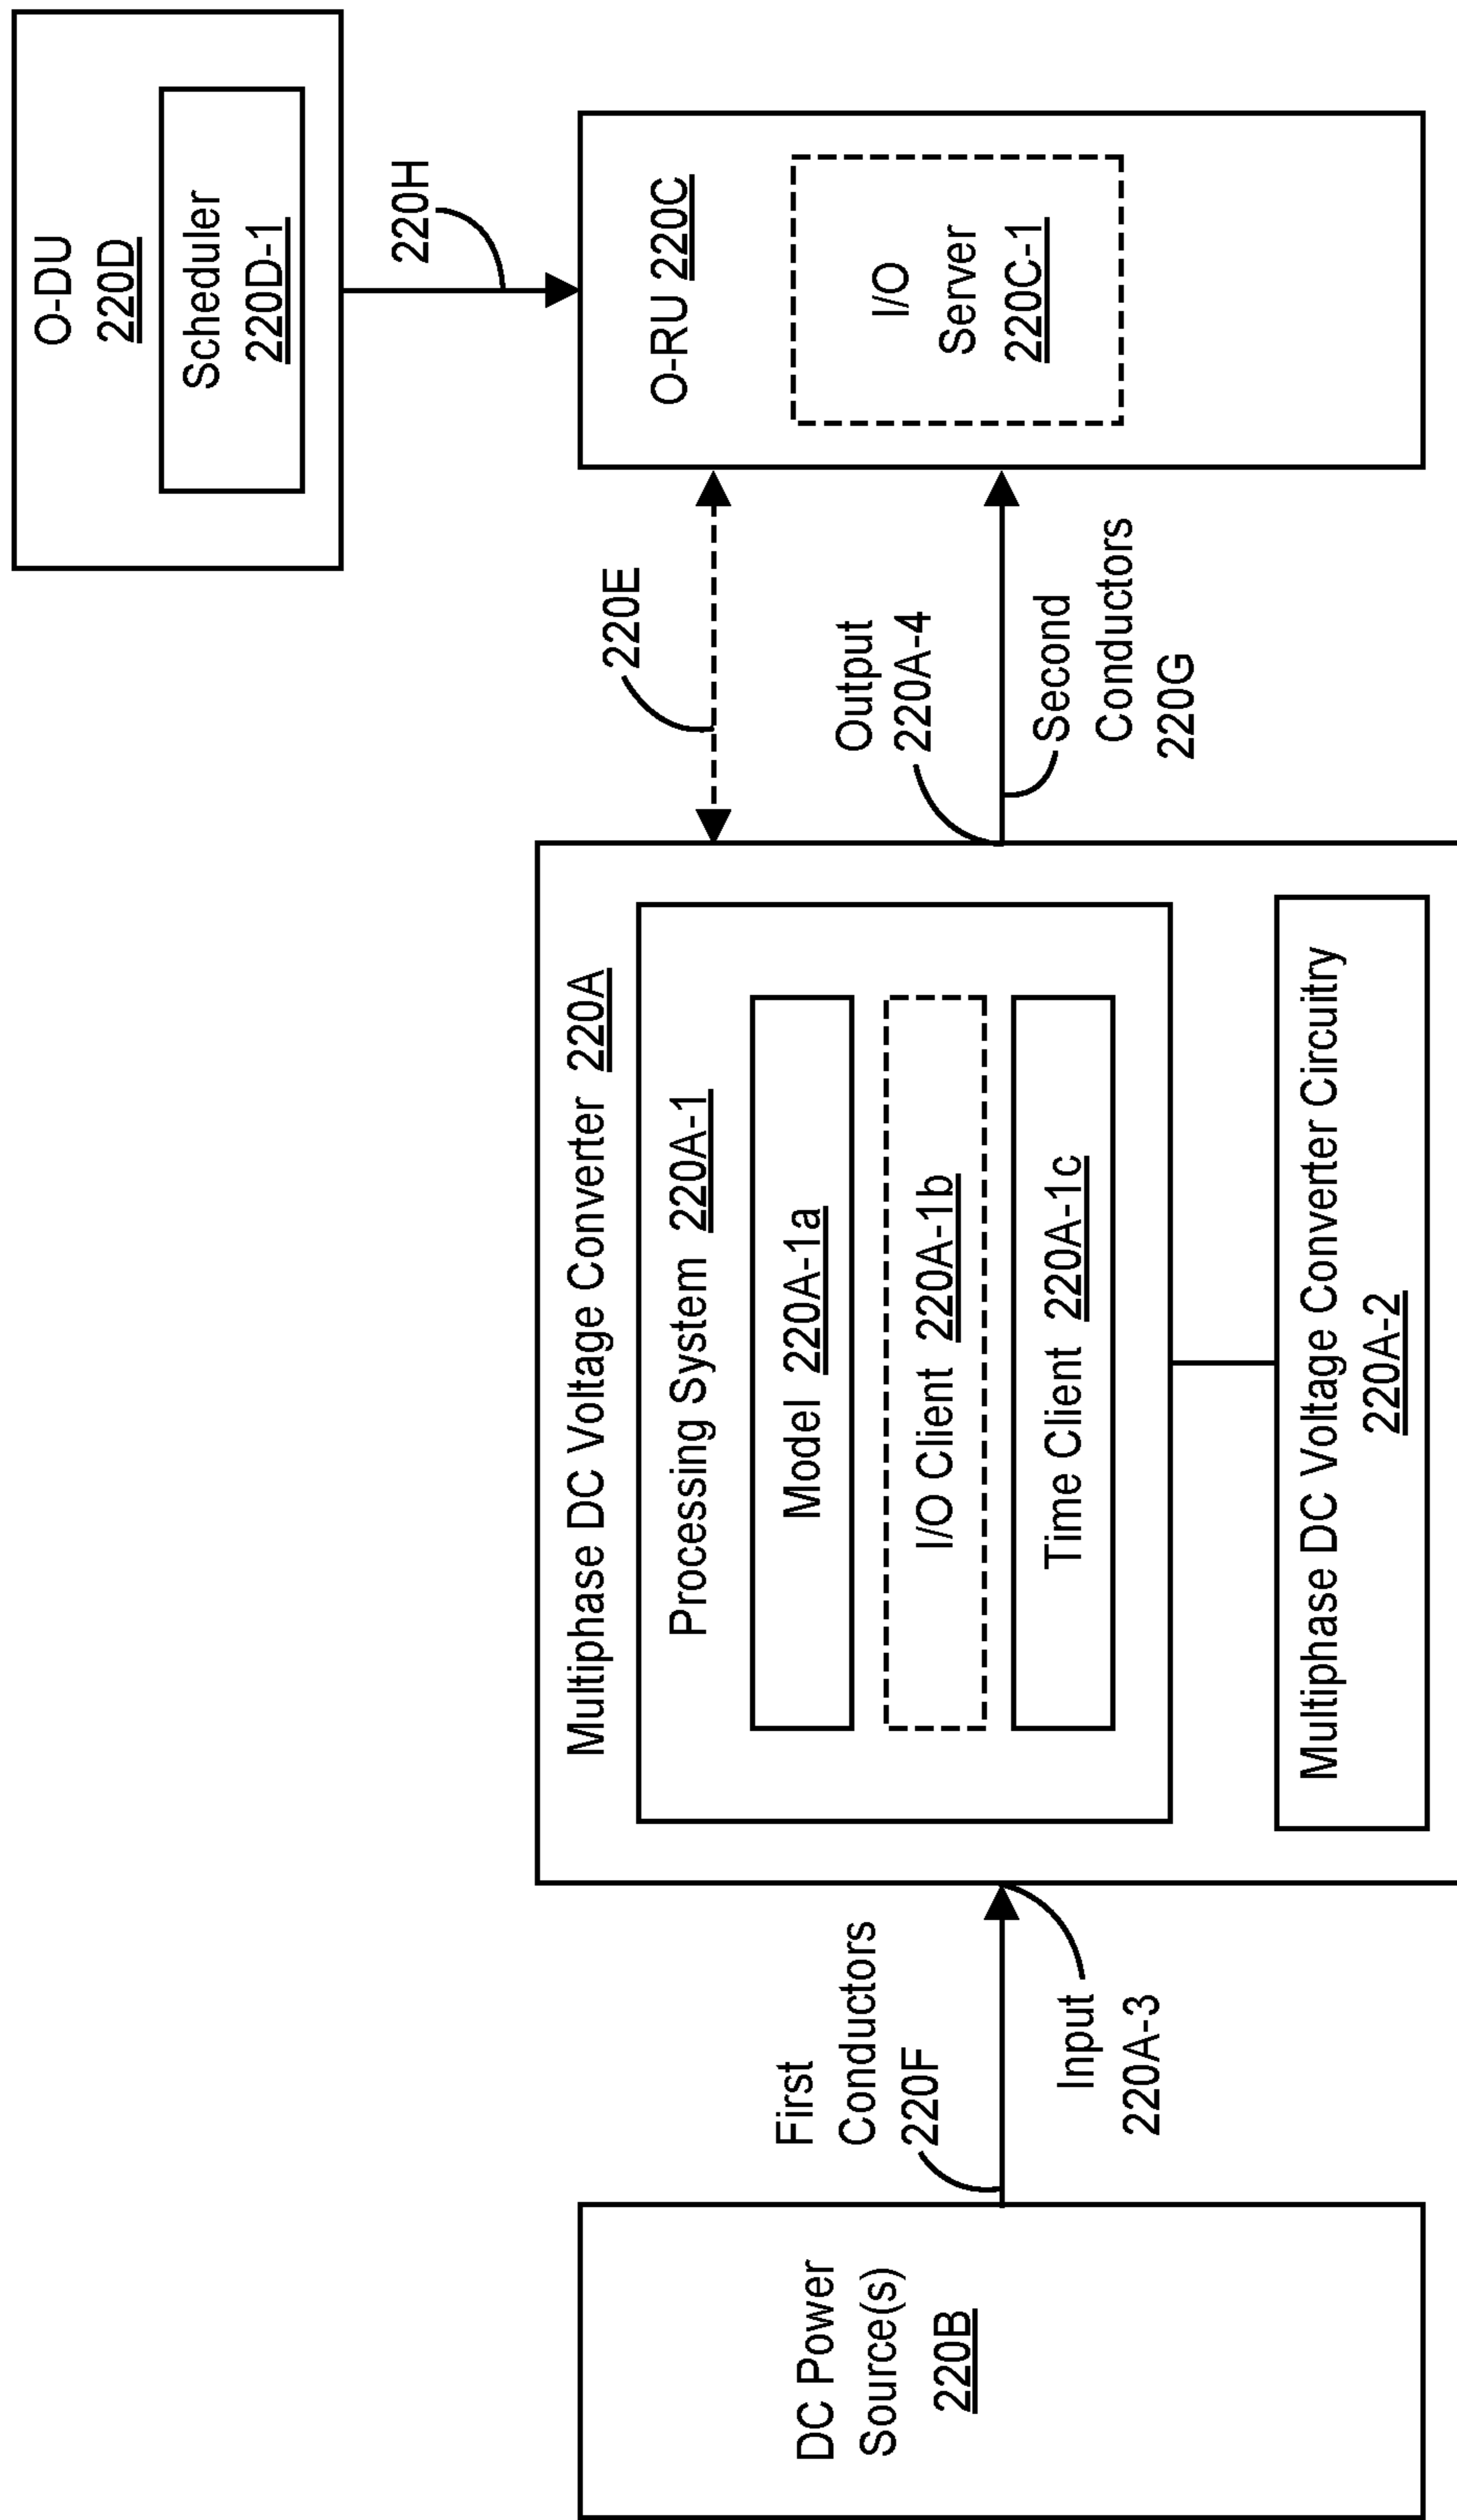 O-DU
220D
Scheduler
220D-1
220H
O-RU 220C
I/O
Server
220C-1
220E
Output
220A-4
Second
Conductors
220G
Multiphase DC Voltage Converter 220A
Processing System 220A-1
Model 220A-1a
I/O Client 220A-1b
Time Client 220A-1c
Multiphase DC Voltage Converter Circuitry
220A-2
First
Conductors
220F
Input
220A-3
DC Power
Source(s)
220B